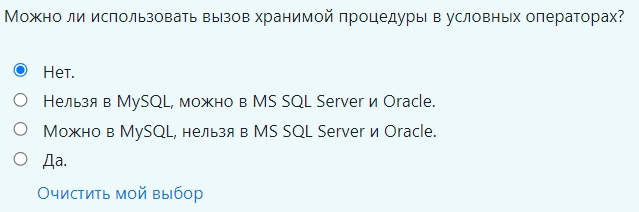 Можно ли использовать вызов хранимой процедуры в условных операторах?
Нет.
Нельзя в MySQL, можно в MS SQL Server и Oracle.
Можно в MySQL, нельзя в MS SQL Server и Oracle.
Да.
Очистить мой выбор